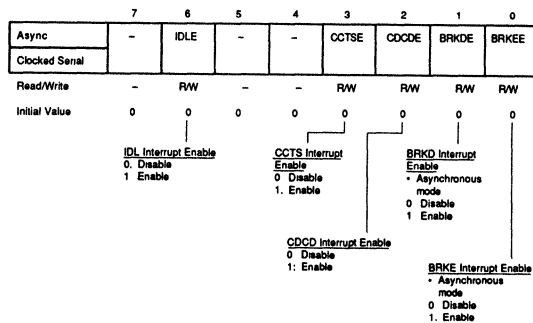 7 6 5 4 3 2 1 0
Async – IDLE – – CCTSE CDCDE BRKDE BRKEE
Clocked Serial
Read/Write – R/W – – R/W R/W R/W R/W
Initial Value 0 0 0 0 0 0 0 0
IDL Interrupt Enable
0. Disable
1 Enable
CCTS Interrupt
Enable
0 Disable
1. Enable
BRKD Interrupt
Enable
• Asynchronous
mode
0 Disable
1 Enable
CDCD Interrupt Enable
0 Disable
1: Enable
BRKE Interrupt Enable
• Asynchronous
mode
0 Disable
1. Enable